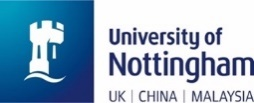 University of
Nottingham
UK | CHINA | MALAYSIA